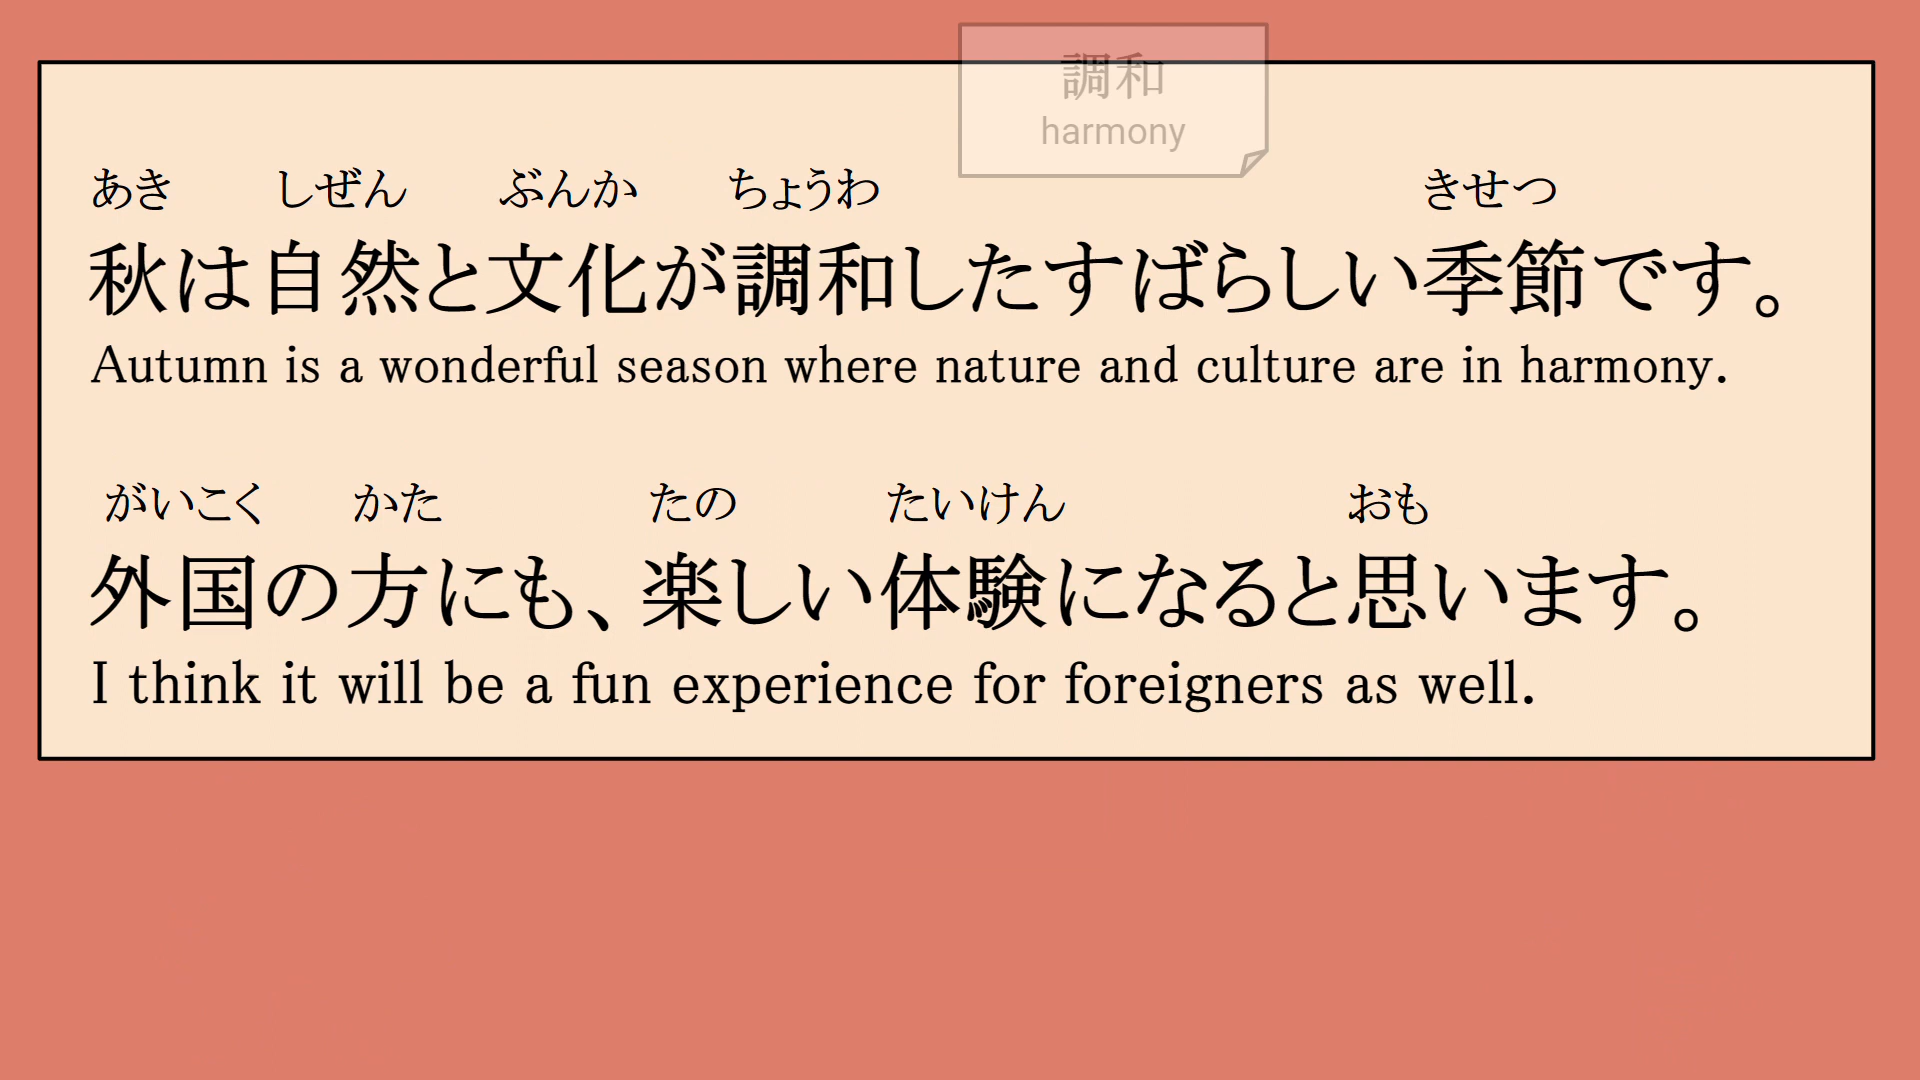 調和
harmony
あき しぜん ぶんか ちょうわ きせつ
秋は自然と文化が調和したすばらしい季節です。
Autumn is a wonderful season where nature and culture are in harmony.
がいこく かた たの たいけん おも
外国の方にも、楽しい体験になると思います。
I think it will be a fun experience for foreigners as well.